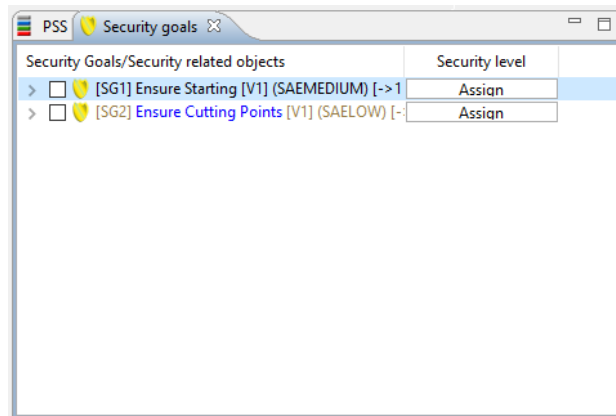 PSS Security goals
Security Goals/Security related objects Security level
[SG1] Ensure Starting [V1] (SAEMEDIUM) [->1 Assign
[SG2] Ensure Cutting Points [V1] (SAELOW) [-: Assign